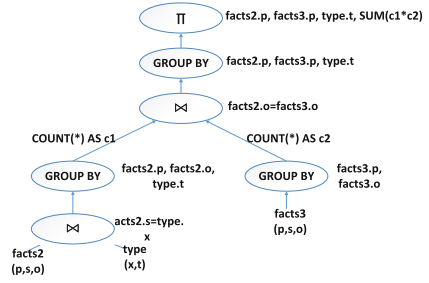 Π facts2.p, facts3.p, type.t, SUM(c1*c2)
GROUP BY facts2.p, facts3.p, type.t
⋈ facts2.o=facts3.o
COUNT(*) AS c1 COUNT(*) AS c2
GROUP BY facts2.p, facts2.o,
type.t
GROUP BY facts3.p,
facts3.o
⋈ acts2.s=type.
x
facts2
(p,s,o)
type
(x,t)
facts3
(p,s,o)